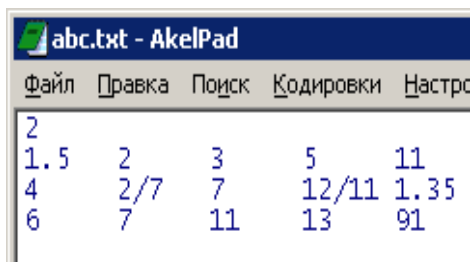 abc.txt - AkelPad
Файл Правка Поиск Кодировки Настро
2
1.5 2 3 5 11
4 2/7 7 12/11 1.35
6 7 11 13 91